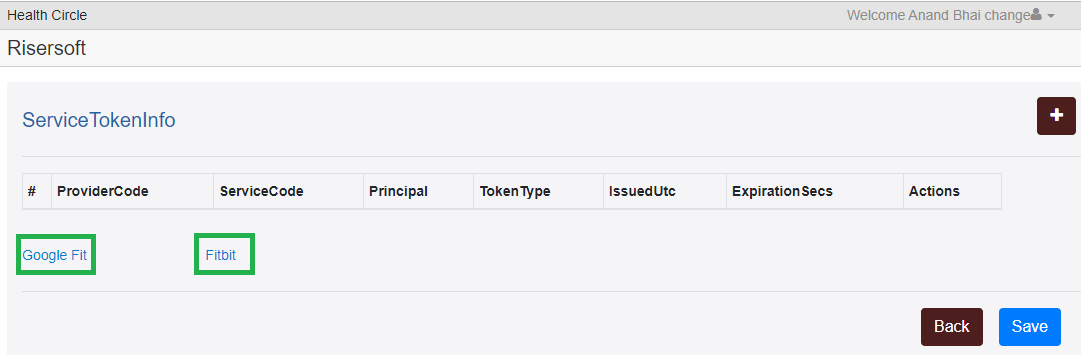 Health Circle Welcome Anand Bhai change
Risersoft
ServiceTokenInfo
# ProviderCode ServiceCode Principal TokenType IssuedUtc ExpirationSecs Actions
Google Fit Fitbit
Back Save